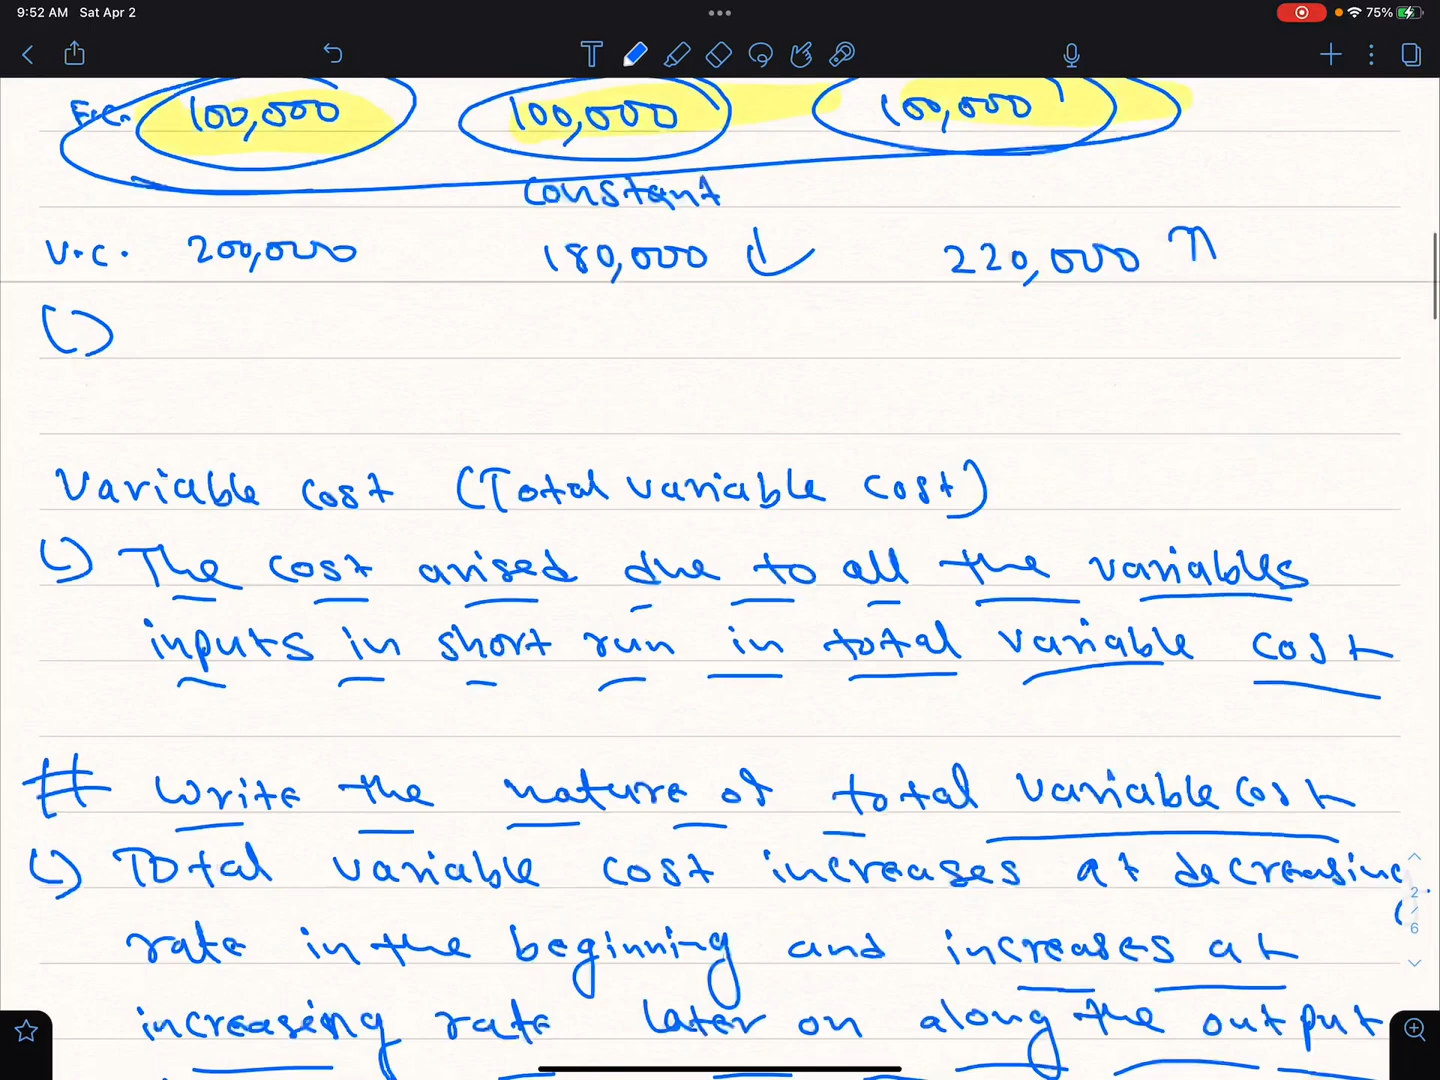 9:52 AM Sat Apr 2
75%
F.C. 100,000 100,000 100,000
constant
V.C. 200,000 180,000 ↓ 220,000 ↑
Variable cost (Total variable cost)
The cost arised due to all the variables
inputs in short run in total variable cost
# Write the nature of total variable cost
Total variable cost increases at decreasing
rate in the beginning and increases at
increasing rate later on along the output
2
/
6